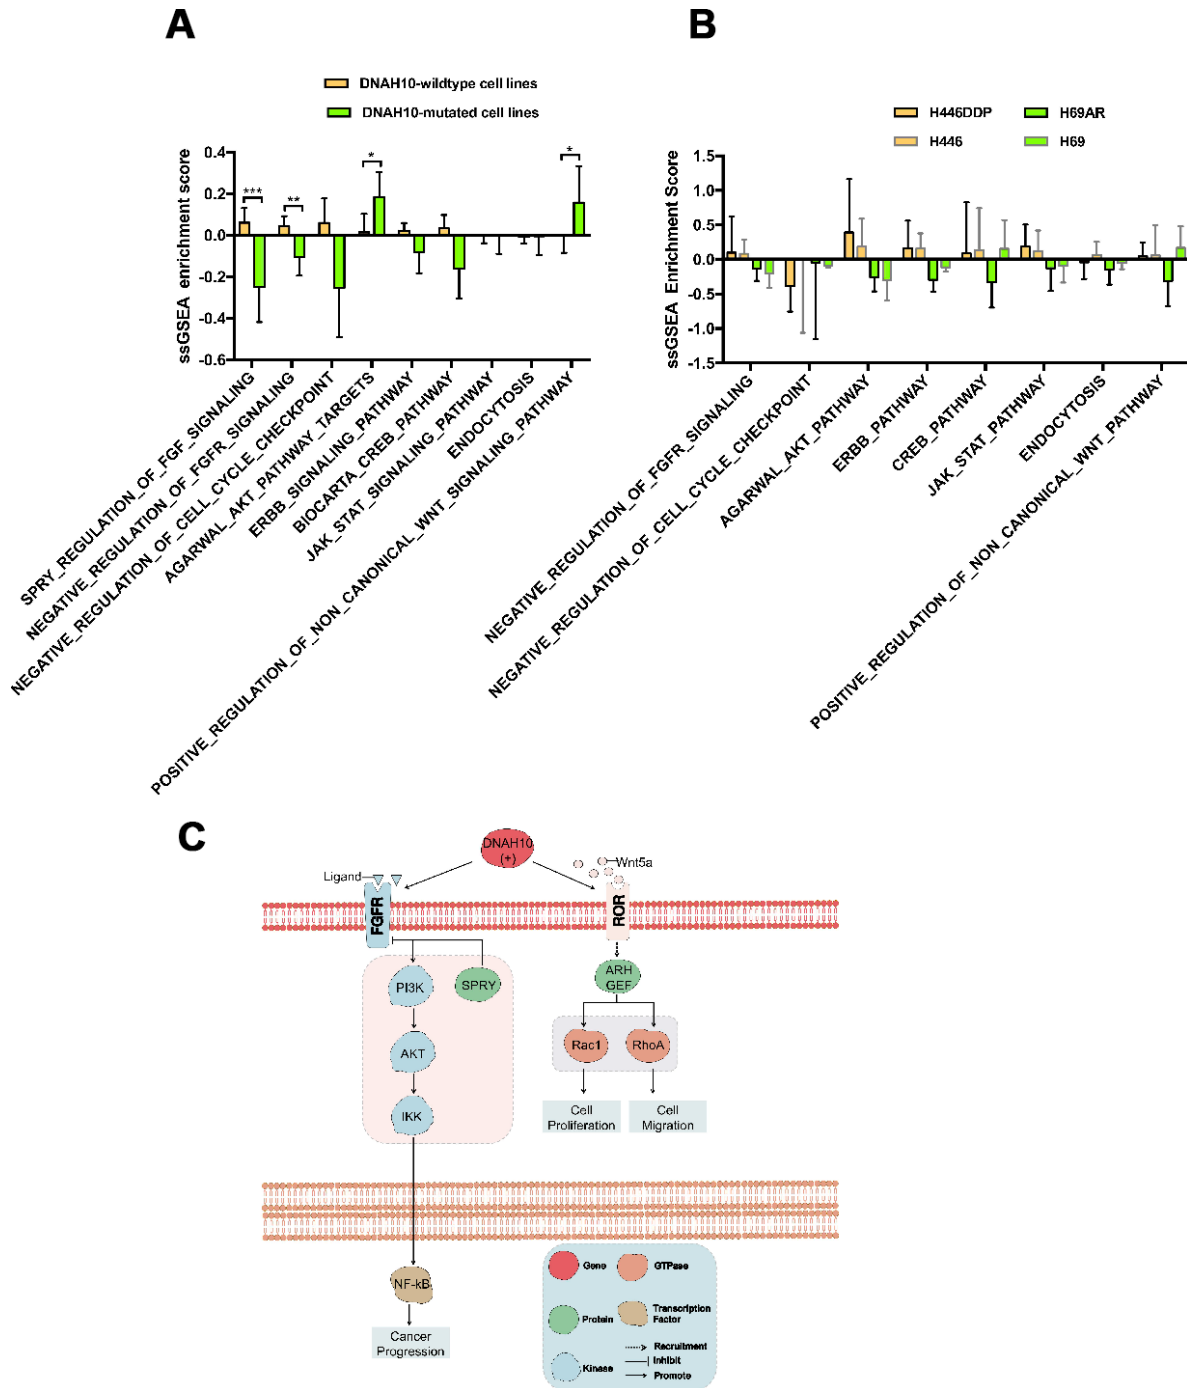 A
DNAH10-wildtype cell lines
DNAH10-mutated cell lines
ssGSEA enrichment score
0.4
0.2
0.0
-0.2
-0.4
-0.6
***
**
*
*
SPRY_REGULATION_OF_FGF_SIGNALING
NEGATIVE_REGULATION_OF_FGFR_SIGNALING
NEGATIVE_REGULATION_OF_CELL_CYCLE_CHECKPOINT
AGARWAL_AKT_PATHWAY_TARGETS
ERBB_SIGNALING_PATHWAY
BIOCARTA_CREB_PATHWAY
JAK_STAT_SIGNALING_PATHWAY
ENDOCYTOSIS
POSITIVE_REGULATION_OF_NON_CANONICAL_WNT_SIGNALING_PATHWAY
B
H446DDP
H69AR
H446
H69
ssGSEA Enrichment Score
1.5
1.0
0.5
0.0
-0.5
-1.0
-1.5
NEGATIVE_REGULATION_OF_FGFR_SIGNALING
NEGATIVE_REGULATION_OF_CELL_CYCLE_CHECKPOINT
AGARWAL_AKT_PATHWAY
ERBB_PATHWAY
CREB_PATHWAY
JAK_STAT_PATHWAY
ENDOCYTOSIS
POSITIVE_REGULATION_OF_NON_CANONICAL_WNT_PATHWAY
C
DNAH10
(+)
Ligand
Wnt5a
FGFR
ROR
PI3K
SPRY
ARH
GEF
AKT
Rac1
RhoA
IKK
Cell
Proliferation
Cell
Migration
NF-kB
Cancer
Progression
Gene
GTPase
Protein
Transcription
Factor
Kinase
Recruitment
Inhibit
Promote